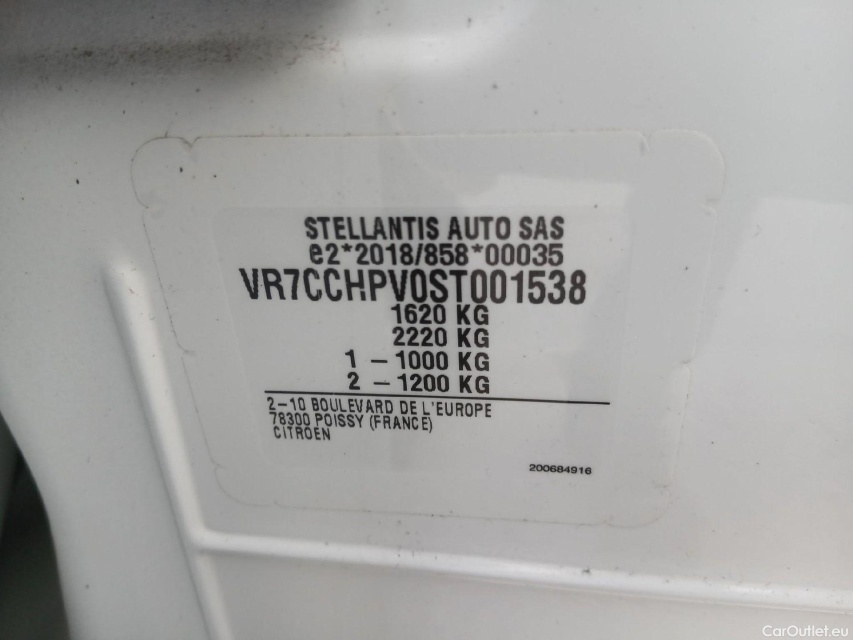 STELLANTIS AUTO SAS
e2*2018/858*00035
VR7CCHPV0ST001538
1620 KG
2220 KG
1 – 1000 KG
2 – 1200 KG
2–10 BOULEVARD DE L'EUROPE
78300 POISSY (FRANCE)
CITROEN
200684916
CarOutlet.eu